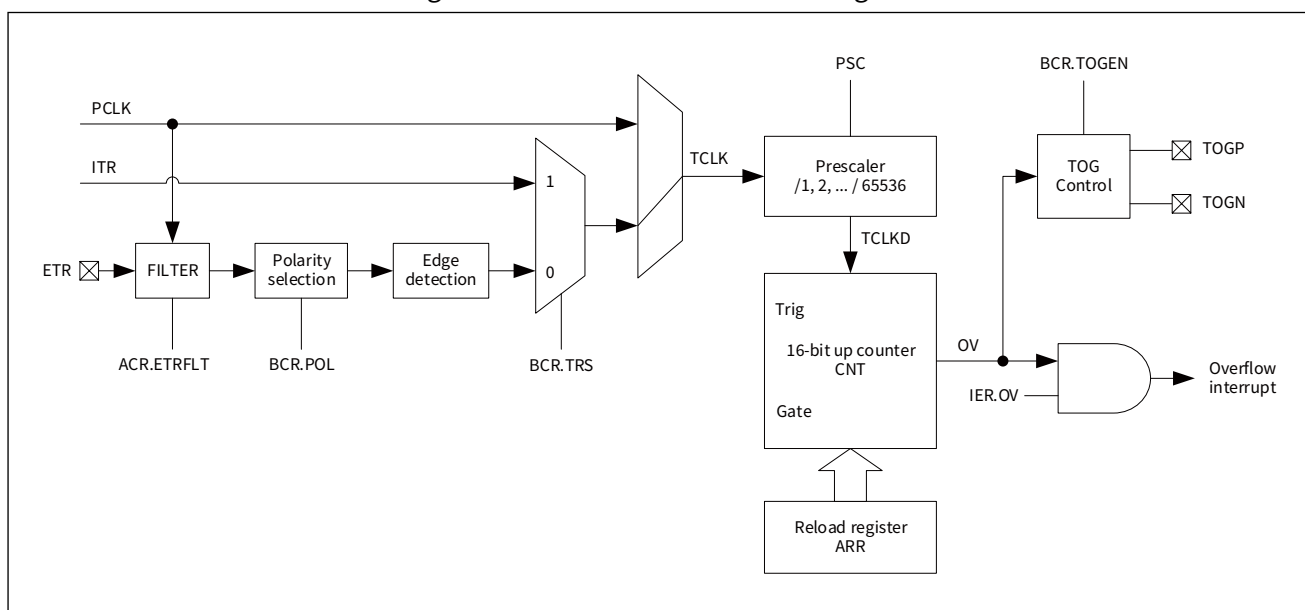 PSC
BCR.TOGEN
PCLK
ITR
1
TCLK
Prescaler
/1, 2, ... / 65536
TOG
Control
TOGP
TOGN
TCLKD
ETR
FILTER
Polarity
selection
Edge
detection
0
Trig
16-bit up counter
CNT
Gate
OV
IER.OV
Overflow
interrupt
ACR.ETRFLT
BCR.POL
BCR.TRS
Reload register
ARR